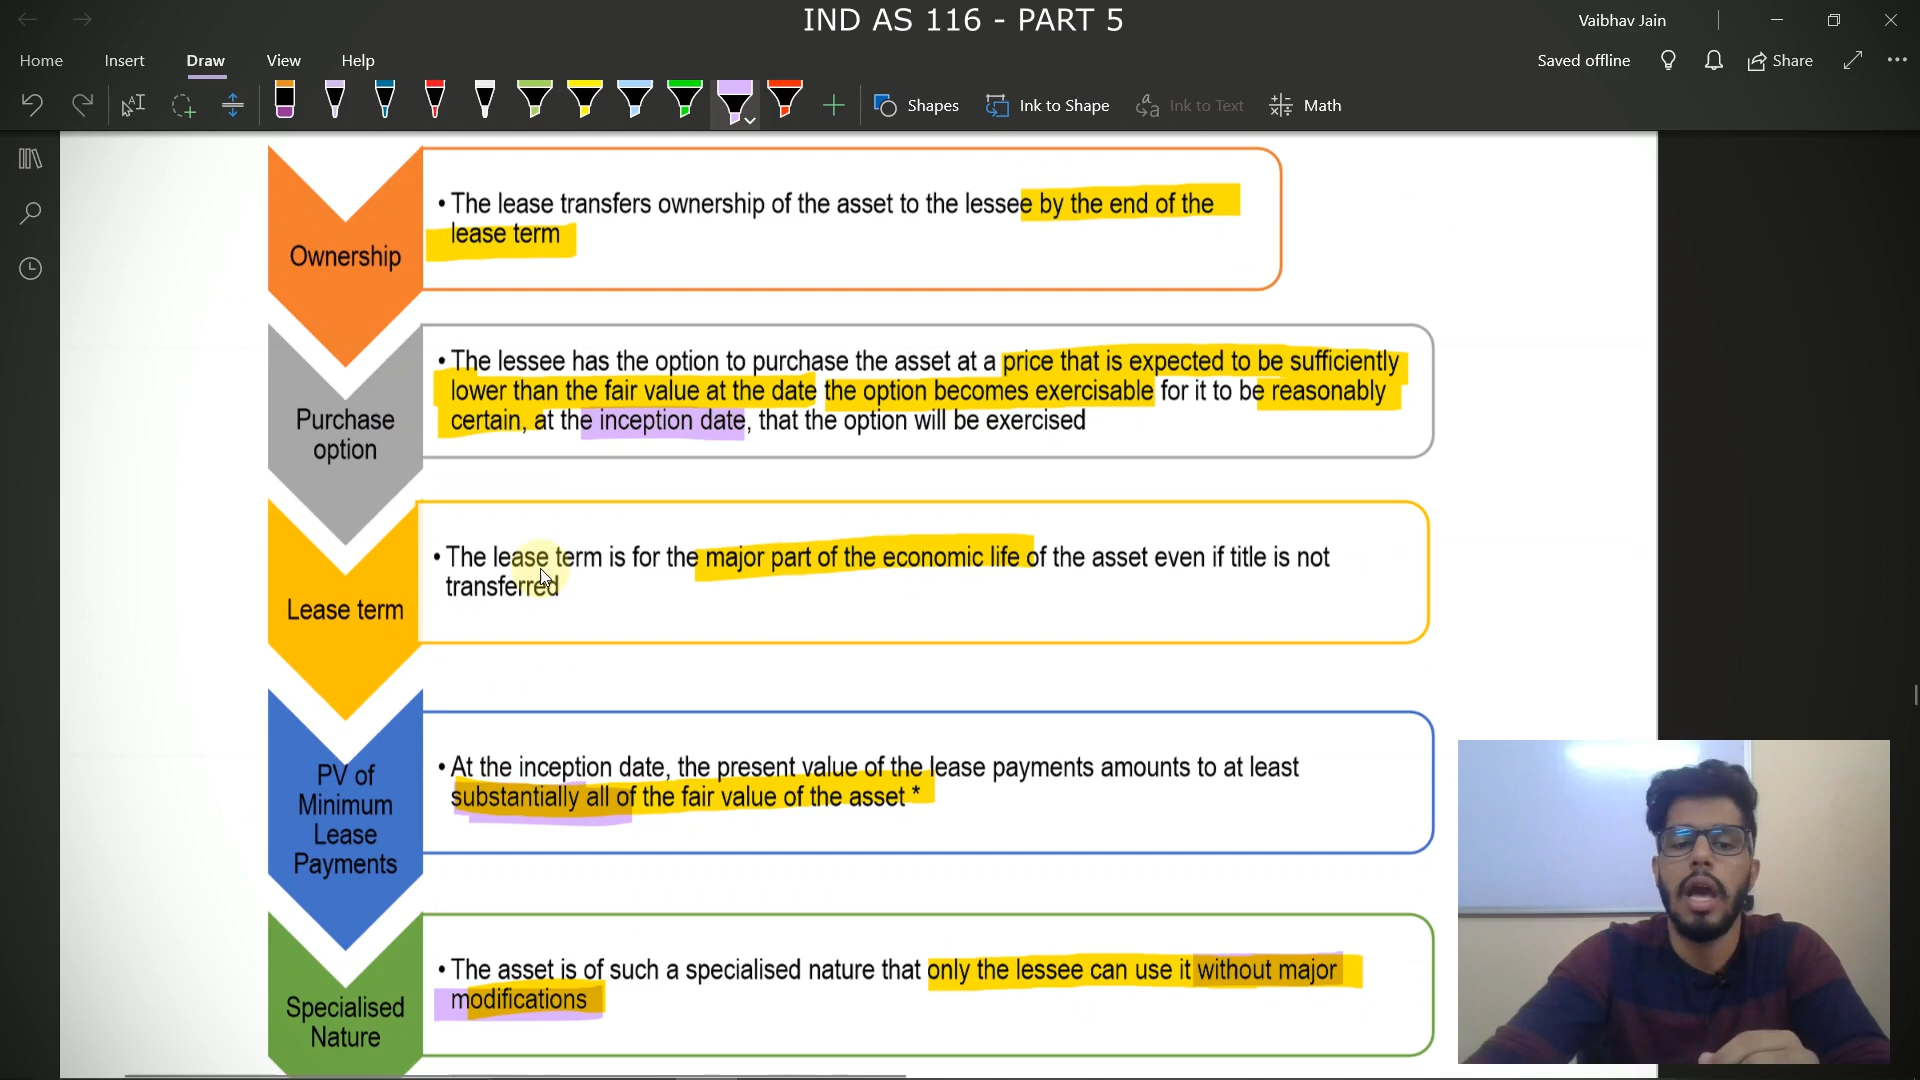 IND AS 116 - PART 5
Vaibhav Jain
Home Insert Draw View Help
Saved offline Share
Shapes Ink to Shape Ink to Text Math
Ownership
• The lease transfers ownership of the asset to the lessee by the end of the
lease term
Purchase
option
• The lessee has the option to purchase the asset at a price that is expected to be sufficiently
lower than the fair value at the date the option becomes exercisable for it to be reasonably
certain, at the inception date, that the option will be exercised
Lease term
• The lease term is for the major part of the economic life of the asset even if title is not
transferred
PV of
Minimum
Lease
Payments
• At the inception date, the present value of the lease payments amounts to at least
substantially all of the fair value of the asset *
Specialised
Nature
• The asset is of such a specialised nature that only the lessee can use it without major
modifications